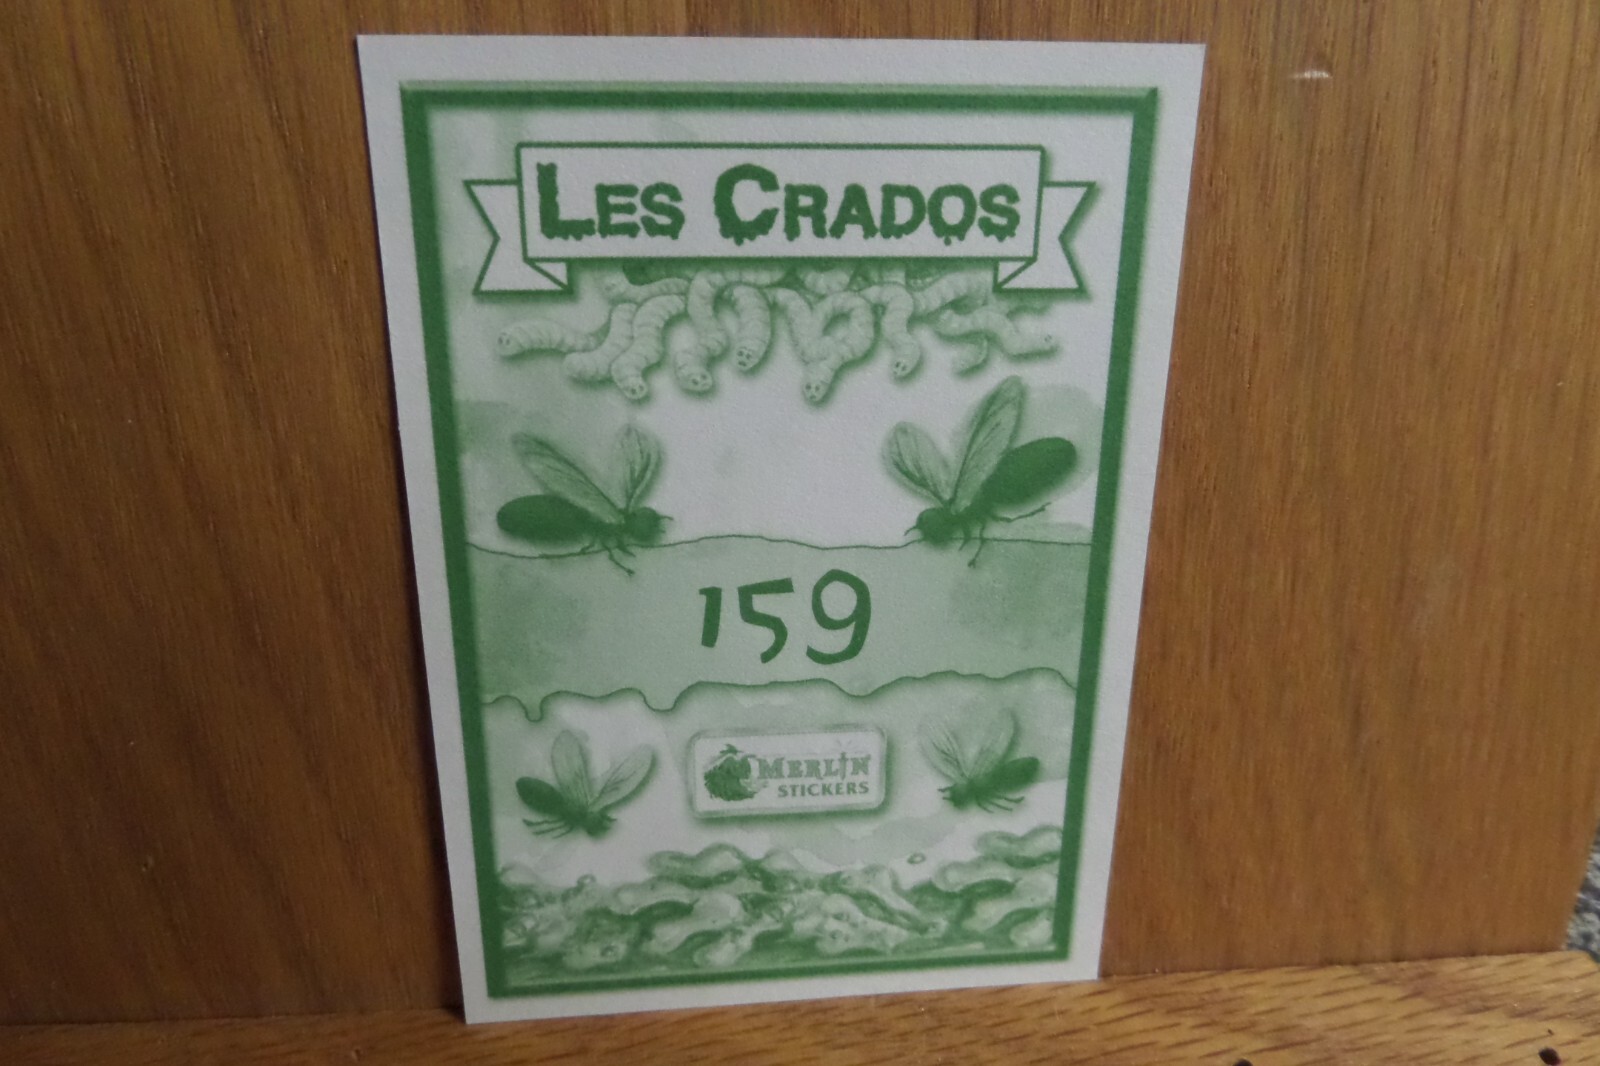 LES CRADOS
159
MERLIN
STICKERS